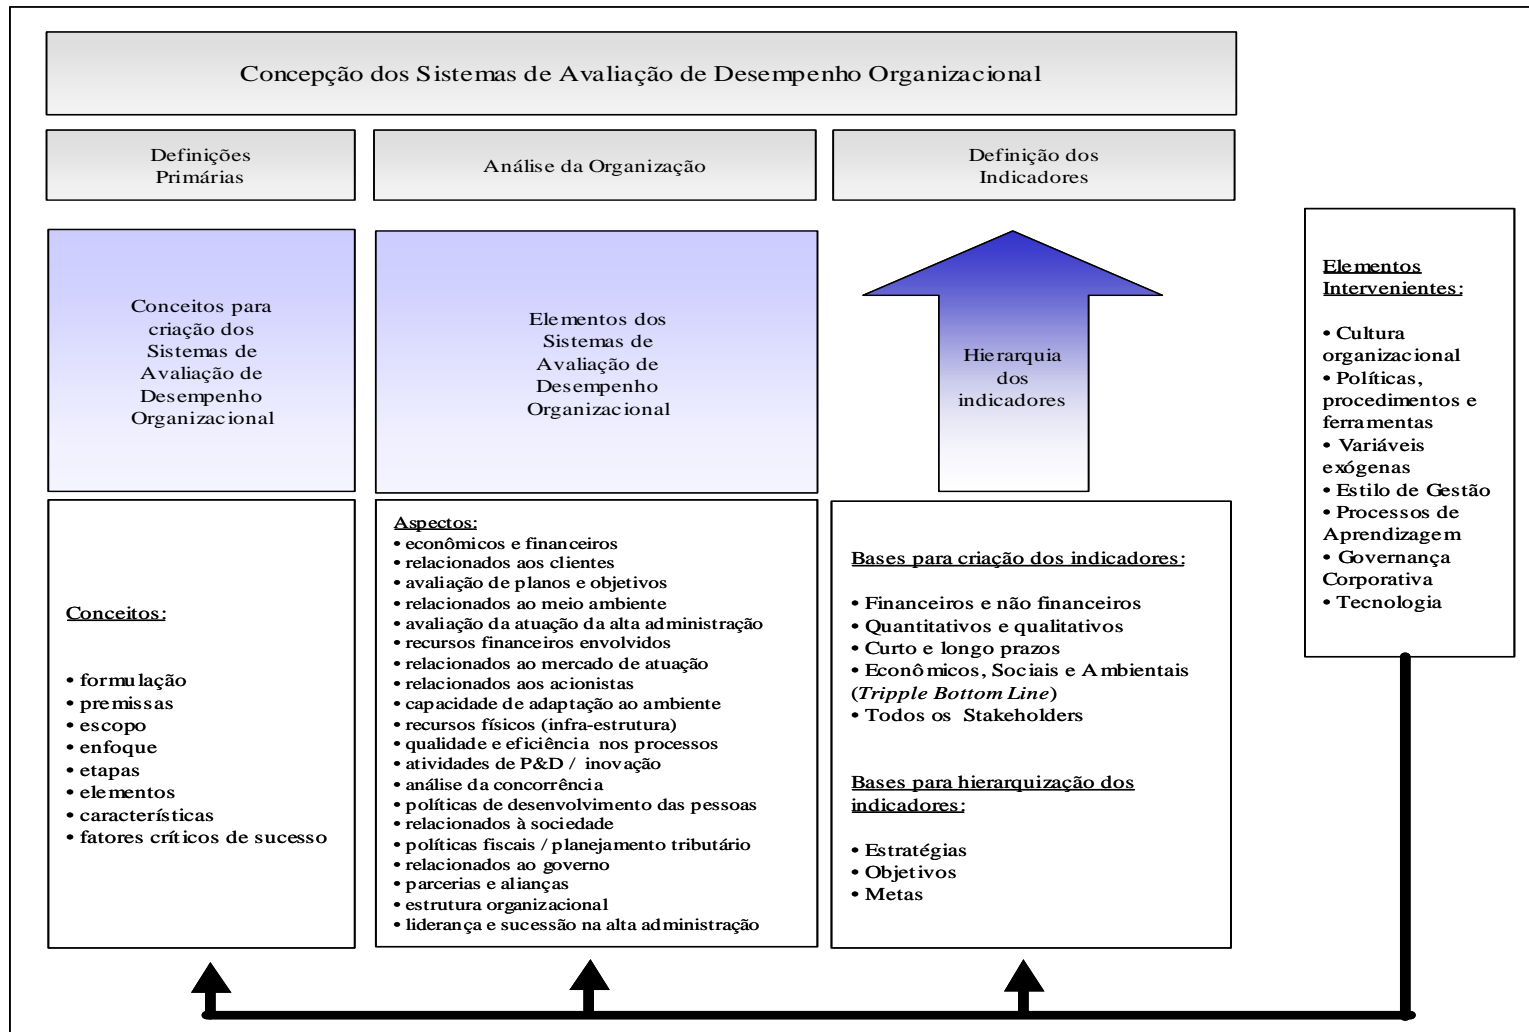 Concepção dos Sistemas de Avaliação de Desempenho Organizacional
Definições
Primárias
Análise da Organização
Definição dos
Indicadores
Conceitos para
criação dos
Sistemas de
Avaliação de
Desempenho
Organizacional
Elementos dos
Sistemas de
Avaliação de
Desempenho
Organizacional
Hierarquia
dos
indicadores
Conceitos:
• formulação
• premissas
• escopo
• enfoque
• etapas
• elementos
• características
• fatores críticos de sucesso
Aspectos:
• econômicos e financeiros
• relacionados aos clientes
• avaliação de planos e objetivos
• relacionados ao meio ambiente
• avaliação da atuação da alta administração
• recursos financeiros envolvidos
• relacionados ao mercado de atuação
• relacionados aos acionistas
• capacidade de adaptação ao ambiente
• recursos físicos (infra-estrutura)
• qualidade e eficiência nos processos
• atividades de P&D / inovação
• análise da concorrência
• políticas de desenvolvimento das pessoas
• relacionados à sociedade
• políticas fiscais / planejamento tributário
• relacionados ao governo
• parcerias e alianças
• estrutura organizacional
• liderança e sucessão na alta administração
Bases para criação dos indicadores:
• Financeiros e não financeiros
• Quantitativos e qualitativos
• Curto e longo prazos
• Econômicos, Sociais e Ambientais
(Tripple Bottom Line)
• Todos os Stakeholders
Bases para hierarquização dos
indicadores:
• Estratégias
• Objetivos
• Metas
Elementos
Intervenientes:
• Cultura
organizacional
• Políticas,
procedimentos e
ferramentas
• Variáveis
exógenas
• Estilo de Gestão
• Processos de
Aprendizagem
• Governança
Corporativa
• Tecnologia